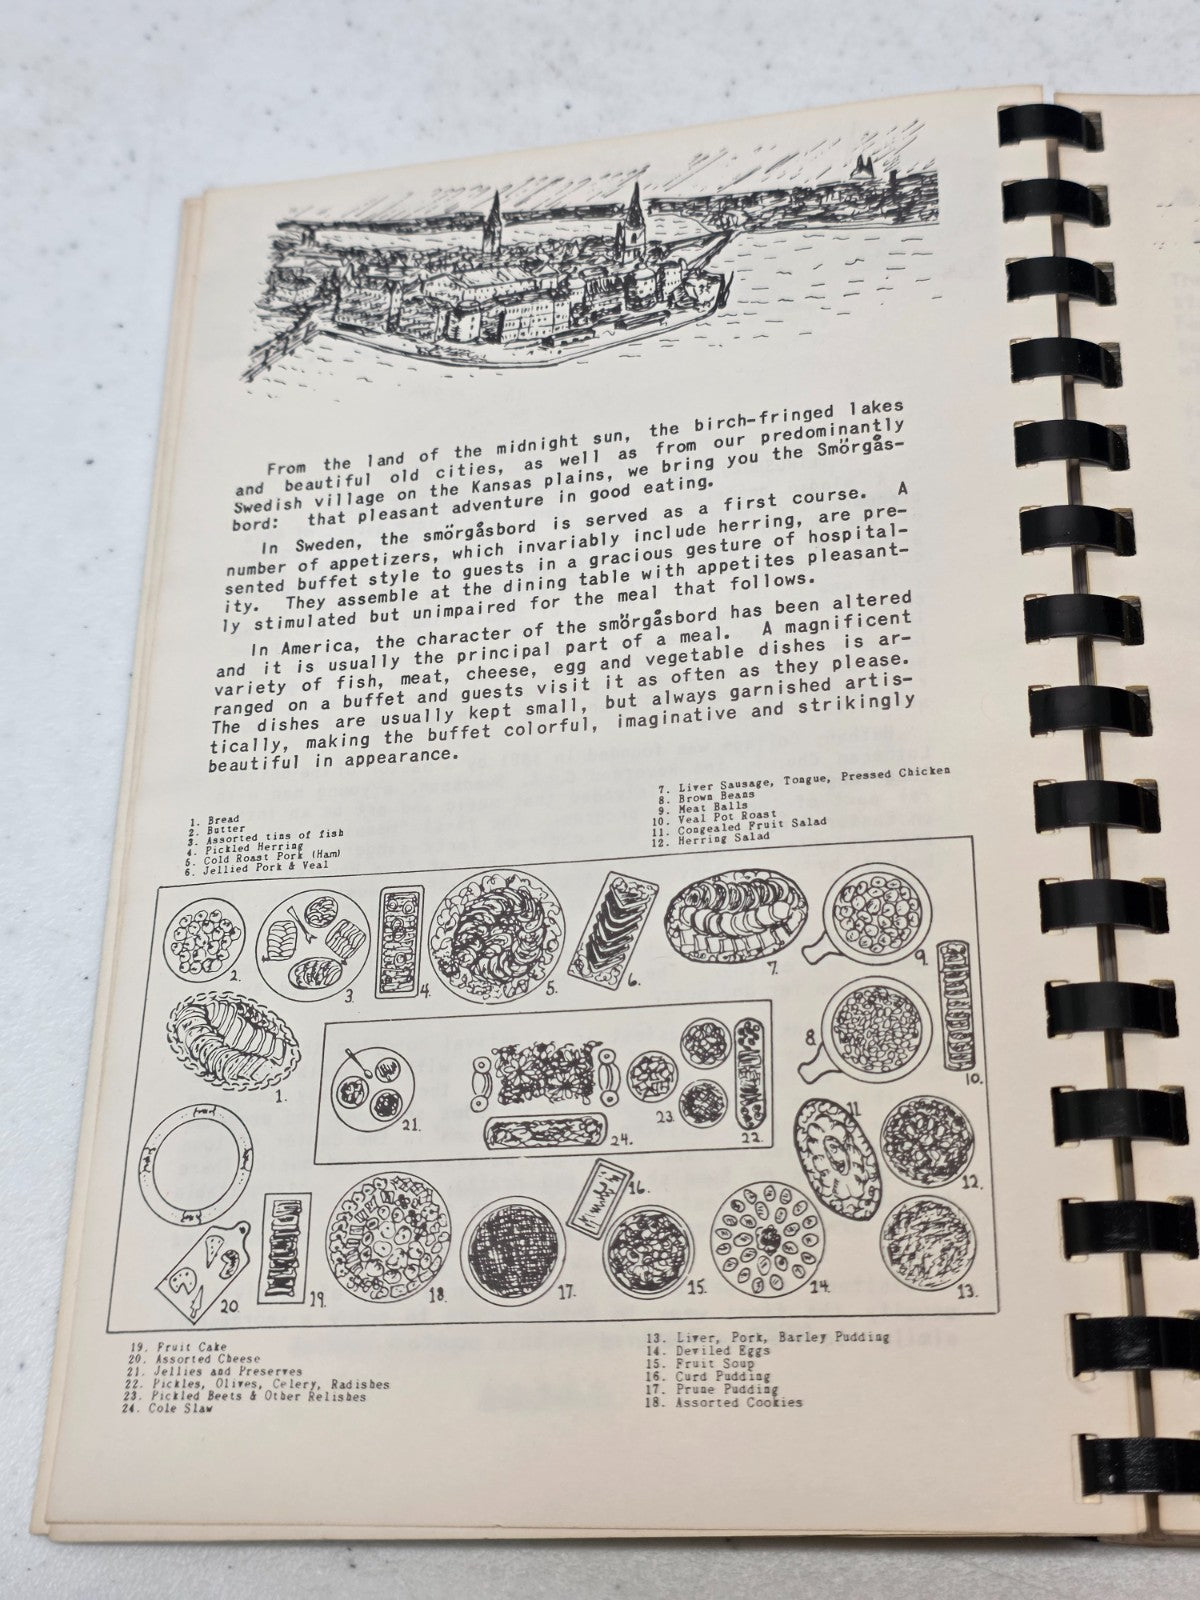 From the land of the midnight sun, the birch-fringed lakes
and beautiful old cities, as well as from our predominantly
Swedish village on the Kansas plains, we bring you the Smörgås-
bord: that pleasant adventure in good eating.
In Sweden, the smörgåsbord is served as a first course. A
number of appetizers, which invariably include herring, are pre-
sented buffet style to guests in a gracious gesture of hospital-
ity. They assemble at the dining table with appetites pleasant-
ly stimulated but unimpaired for the meal that follows.
In America, the character of the smörgåsbord has been altered
and it is usually the principal part of a meal. A magnificent
variety of fish, meat, cheese, egg and vegetable dishes is ar-
ranged on a buffet and guests visit it as often as they please.
The dishes are usually kept small, but always garnished artis-
tically, making the buffet colorful, imaginative and strikingly
beautiful in appearance.
1. Bread
2. Butter
3. Assorted tins of fish
4. Pickled Herring
5. Cold Roast Pork (Ham)
6. Jellied Pork & Veal
7. Liver Sausage, Tongue, Pressed Chicken
8. Brown Beans
9. Meat Balls
10. Veal Pot Roast
11. Congealed Fruit Salad
12. Herring Salad
2.
3.
4.
5.
6.
7.
9.
1.
8.
10.
21.
23.
22.
24.
11
12.
16.
20.
19.
18.
17.
15.
14.
13.
19. Fruit Cake
20. Assorted Cheese
21. Jellies and Preserves
22. Pickles, Olives, Celery, Radishes
23. Pickled Beets & Other Relishes
24. Cole Slaw
13. Liver, Pork, Barley Pudding
14. Deviled Eggs
15. Fruit Soup
16. Curd Pudding
17. Prune Pudding
18. Assorted Cookies